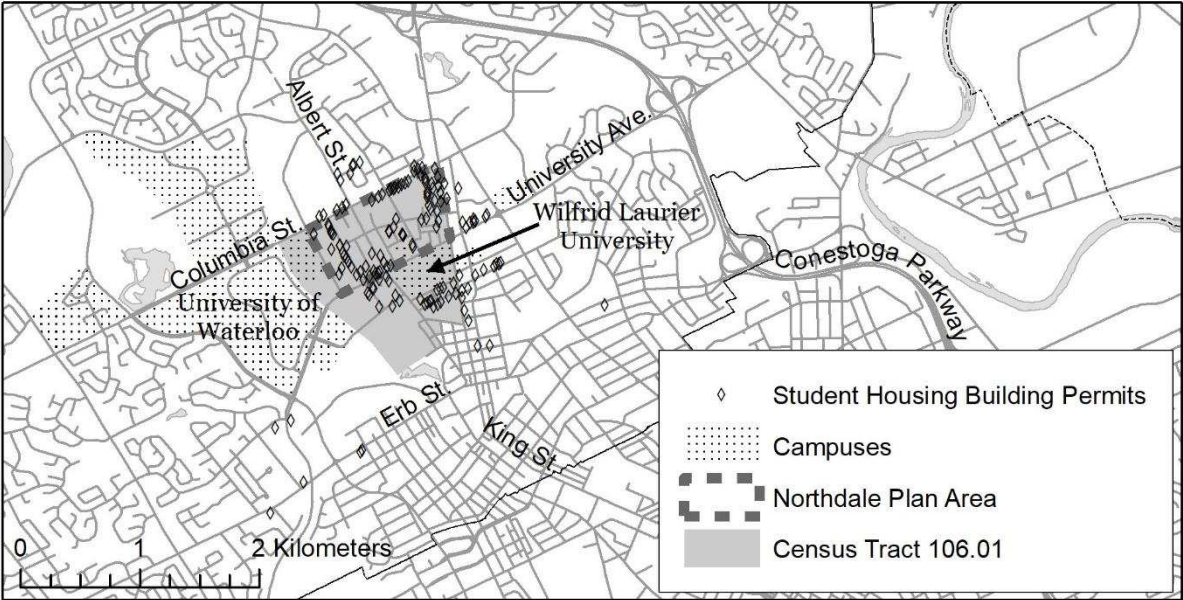 Albert St.
University Ave.
Wilfrid Laurier
University
Columbia St.
Conestoga Parkway
University of
Waterloo
Erb St.
King St.
Student Housing Building Permits
Campuses
Northdale Plan Area
Census Tract 106.01
0 1 2 Kilometers